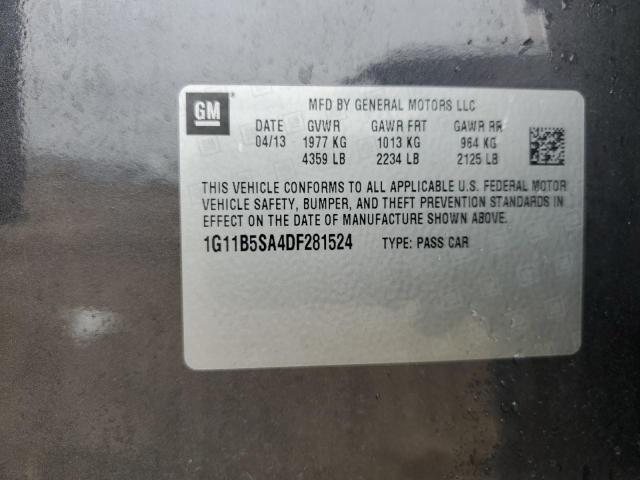 GM
MFD BY GENERAL MOTORS LLC
DATE GVWR GAWR FRT GAWR RR
04/13 1977 KG 1013 KG 964 KG
4359 LB 2234 LB 2125 LB
THIS VEHICLE CONFORMS TO ALL APPLICABLE U.S. FEDERAL MOTOR
VEHICLE SAFETY, BUMPER, AND THEFT PREVENTION STANDARDS IN
EFFECT ON THE DATE OF MANUFACTURE SHOWN ABOVE.
1G11B5SA4DF281524 TYPE: PASS CAR